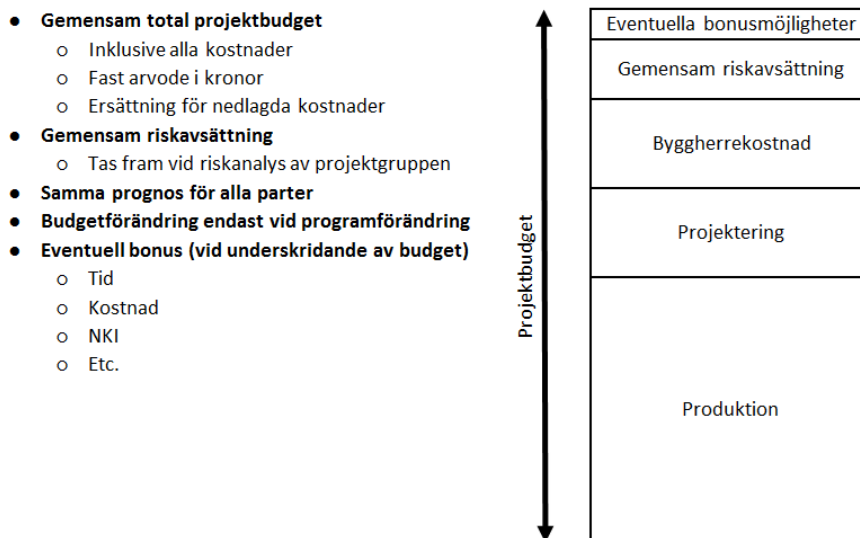 ● Gemensam total projektbudget
o Inklusive alla kostnader
o Fast arvode i kronor
o Ersättning för nedlagda kostnader
● Gemensam riskavsättning
o Tas fram vid riskanalys av projektgruppen
● Samma prognos för alla parter
● Budgetförändring endast vid programförändring
● Eventuell bonus (vid underskridande av budget)
o Tid
o Kostnad
o NKI
o Etc.
Projektbudget
Eventuella bonusmöjligheter
Gemensam riskavsättning
Byggherrekostnad
Projektering
Produktion